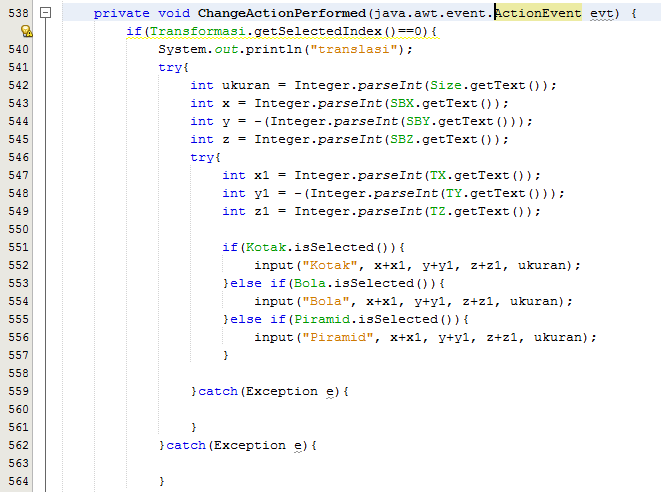 538 private void ChangeActionPerformed(java.awt.event.ActionEvent evt) {
if(Transformasi.getSelectedIndex()==0){
540 System.out.println("translasi");
541 try{
542 int ukuran = Integer.parseInt(Size.getText());
543 int x = Integer.parseInt(SBX.getText());
544 int y = -(Integer.parseInt(SBY.getText()));
545 int z = Integer.parseInt(SBZ.getText());
546 try{
547 int x1 = Integer.parseInt(TX.getText());
548 int y1 = -(Integer.parseInt(TY.getText()));
549 int z1 = Integer.parseInt(TZ.getText());
550
551 if(Kotak.isSelected()){
552 input("Kotak", x+x1, y+y1, z+z1, ukuran);
553 }else if(Bola.isSelected()){
554 input("Bola", x+x1, y+y1, z+z1, ukuran);
555 }else if(Piramid.isSelected()){
556 input("Piramid", x+x1, y+y1, z+z1, ukuran);
557 }
558
559 }catch(Exception e){
560
561 }
562 }catch(Exception e){
563
564 }